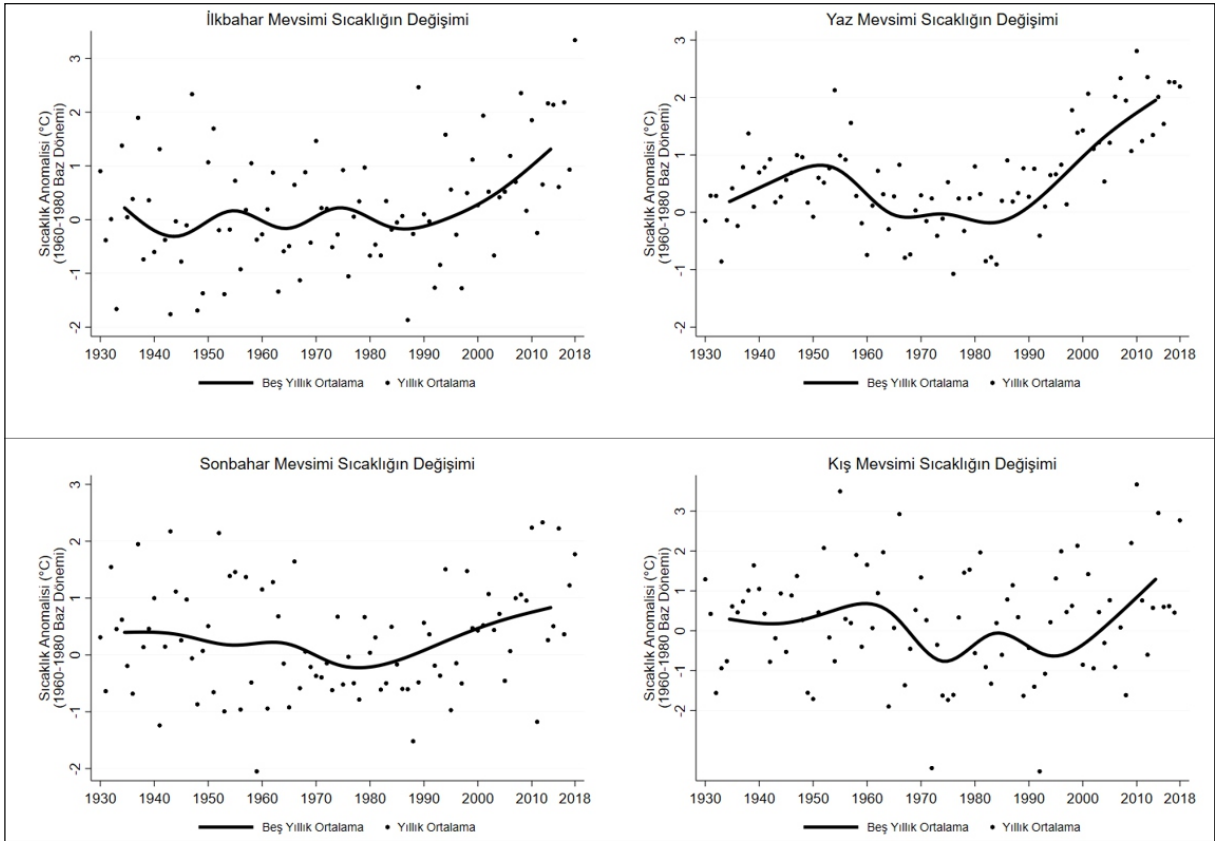 İlkbahar Mevsimi Sıcaklığın Değişimi
Sıcaklık Anomalisi (°C)
(1960-1980 Baz Dönemi)
3
2
1
0
-1
-2
1930 1940 1950 1960 1970 1980 1990 2000 2010 2018
Beş Yıllık Ortalama Yıllık Ortalama
Yaz Mevsimi Sıcaklığın Değişimi
Sıcaklık Anomalisi (°C)
(1960-1980 Baz Dönemi)
3
2
1
0
-1
-2
1930 1940 1950 1960 1970 1980 1990 2000 2010 2018
Beş Yıllık Ortalama Yıllık Ortalama
Sonbahar Mevsimi Sıcaklığın Değişimi
Sıcaklık Anomalisi (°C)
(1960-1980 Baz Dönemi)
3
2
1
0
-1
-2
1930 1940 1950 1960 1970 1980 1990 2000 2010 2018
Beş Yıllık Ortalama Yıllık Ortalama
Kış Mevsimi Sıcaklığın Değişimi
Sıcaklık Anomalisi (°C)
(1960-1980 Baz Dönemi)
3
2
1
0
-1
-2
1930 1940 1950 1960 1970 1980 1990 2000 2010 2018
Beş Yıllık Ortalama Yıllık Ortalama